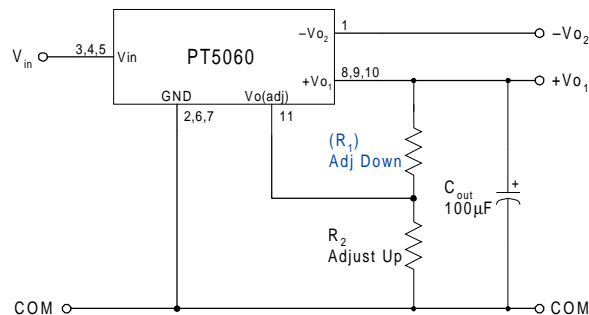 1
–Vo2
–Vo2
Vin
3,4,5
Vin
PT5060
+Vo1
8,9,10
+Vo1
GND
Vo(adj)
2,6,7
11
(R1)
Adj Down
Cout
+
100µF
R2
Adjust Up
COM
COM